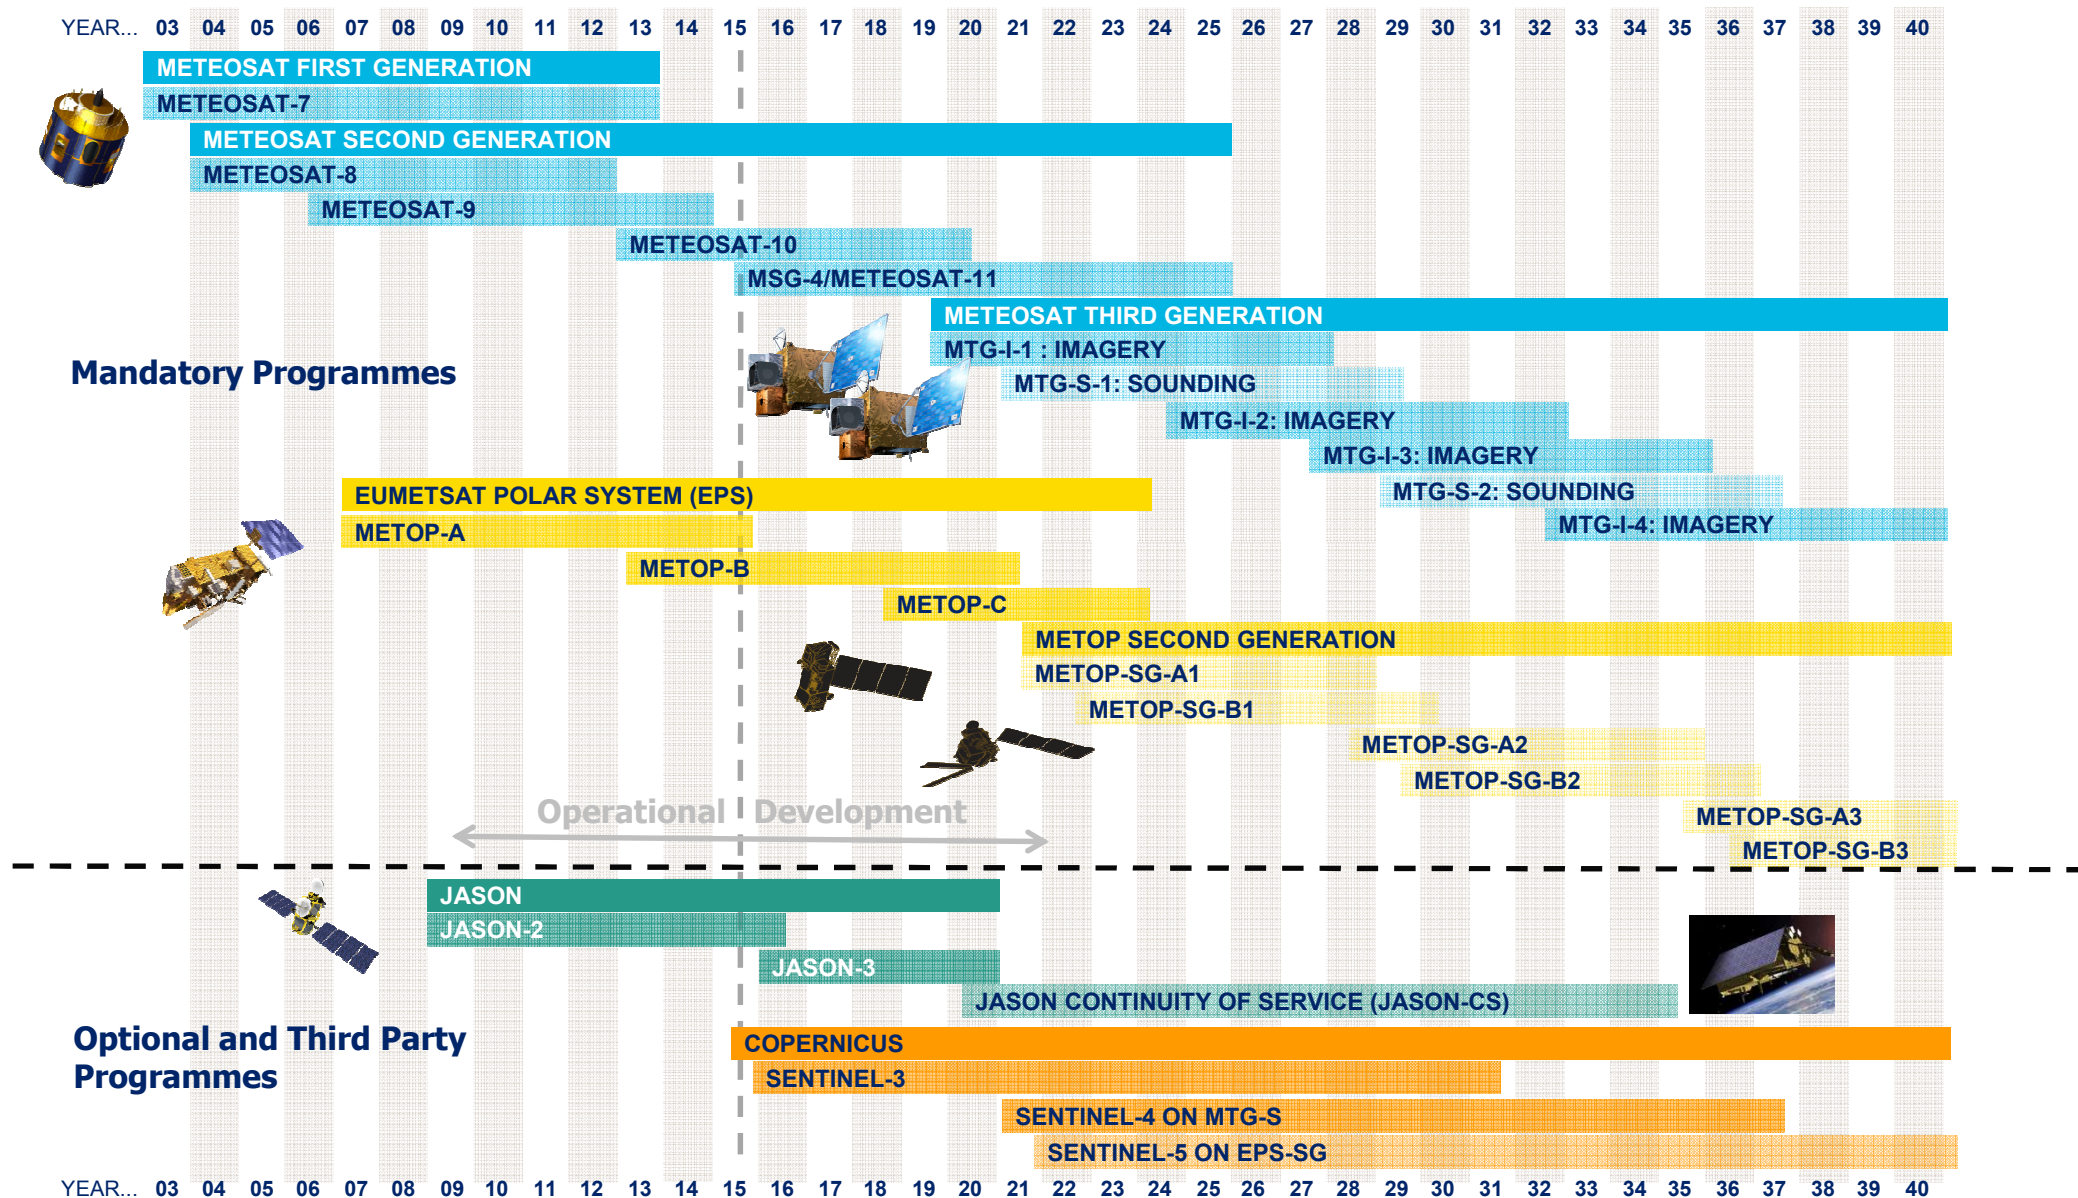 YEAR... 03 04 05 06 07 08 09 10 11 12 13 14 15 16 17 18 19 20 21 22 23 24 25 26 27 28 29 30 31 32 33 34 35 36 37 38 39 40
METEOSAT FIRST GENERATION
METEOSAT-7
METEOSAT SECOND GENERATION
METEOSAT-8
METEOSAT-9
METEOSAT-10
MSG-4/METEOSAT-11
METEOSAT THIRD GENERATION
MTG-I-1 : IMAGERY
Mandatory Programmes
MTG-S-1: SOUNDING
MTG-I-2: IMAGERY
MTG-I-3: IMAGERY
MTG-S-2: SOUNDING
MTG-I-4: IMAGERY
EUMETSAT POLAR SYSTEM (EPS)
METOP-A
METOP-B
METOP-C
METOP SECOND GENERATION
METOP-SG-A1
METOP-SG-B1
METOP-SG-A2
METOP-SG-B2
METOP-SG-A3
METOP-SG-B3
Operational Development
JASON
JASON-2
JASON-3
JASON CONTINUITY OF SERVICE (JASON-CS)
Optional and Third Party
Programmes
COPERNICUS
SENTINEL-3
SENTINEL-4 ON MTG-S
SENTINEL-5 ON EPS-SG
YEAR... 03 04 05 06 07 08 09 10 11 12 13 14 15 16 17 18 19 20 21 22 23 24 25 26 27 28 29 30 31 32 33 34 35 36 37 38 39 40